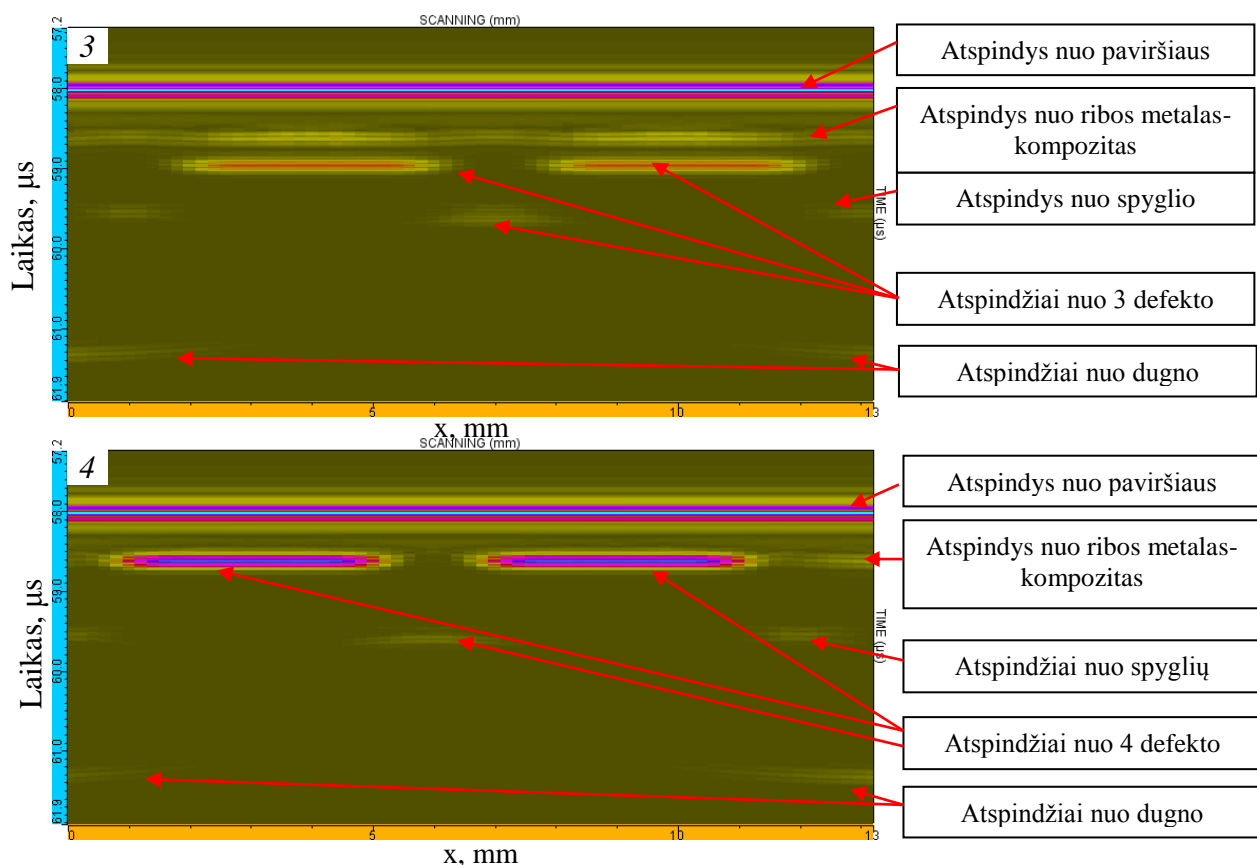 SCANNING (mm)
3
57.2
58.0
59.0
60.0
61.0
61.9
Laikas, µs
TIME (µs)
0
5
10
13
x, mm
Atspindys nuo paviršiaus
Atspindys nuo ribos metalas-
kompozitas
Atspindys nuo spyglio
Atspindžiai nuo 3 defekto
Atspindžiai nuo dugno
SCANNING (mm)
4
57.2
58.0
59.0
60.0
61.0
61.9
Laikas, µs
TIME (µs)
0
5
10
13
x, mm
Atspindys nuo paviršiaus
Atspindys nuo ribos metalas-
kompozitas
Atspindžiai nuo spyglių
Atspindžiai nuo 4 defekto
Atspindžiai nuo dugno